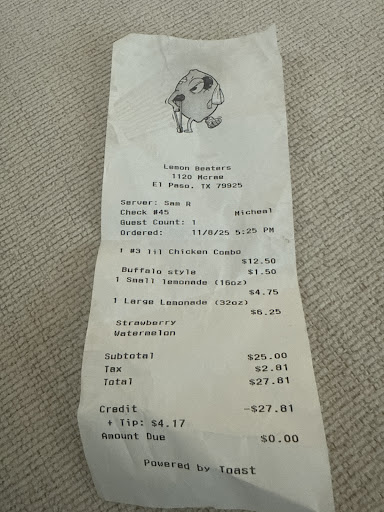 Lemon Beaters
1120 Mcrae
El Paso, TX 79925
Server: Sam R
Check #45 Micheal
Guest Count: 1
Ordered: 11/8/25 5:25 PM
1 #3 lil Chicken Combo
$12.50
Buffalo style $1.50
1 Small lemonade (16oz)
$4.75
1 Large Lemonade (32oz)
$6.25
Strawberry
Watermelon
Subtotal $25.00
Tax $2.81
Total $27.81
Credit -$27.81
+ Tip: $4.17
Amount Due $0.00
Powered by Toast